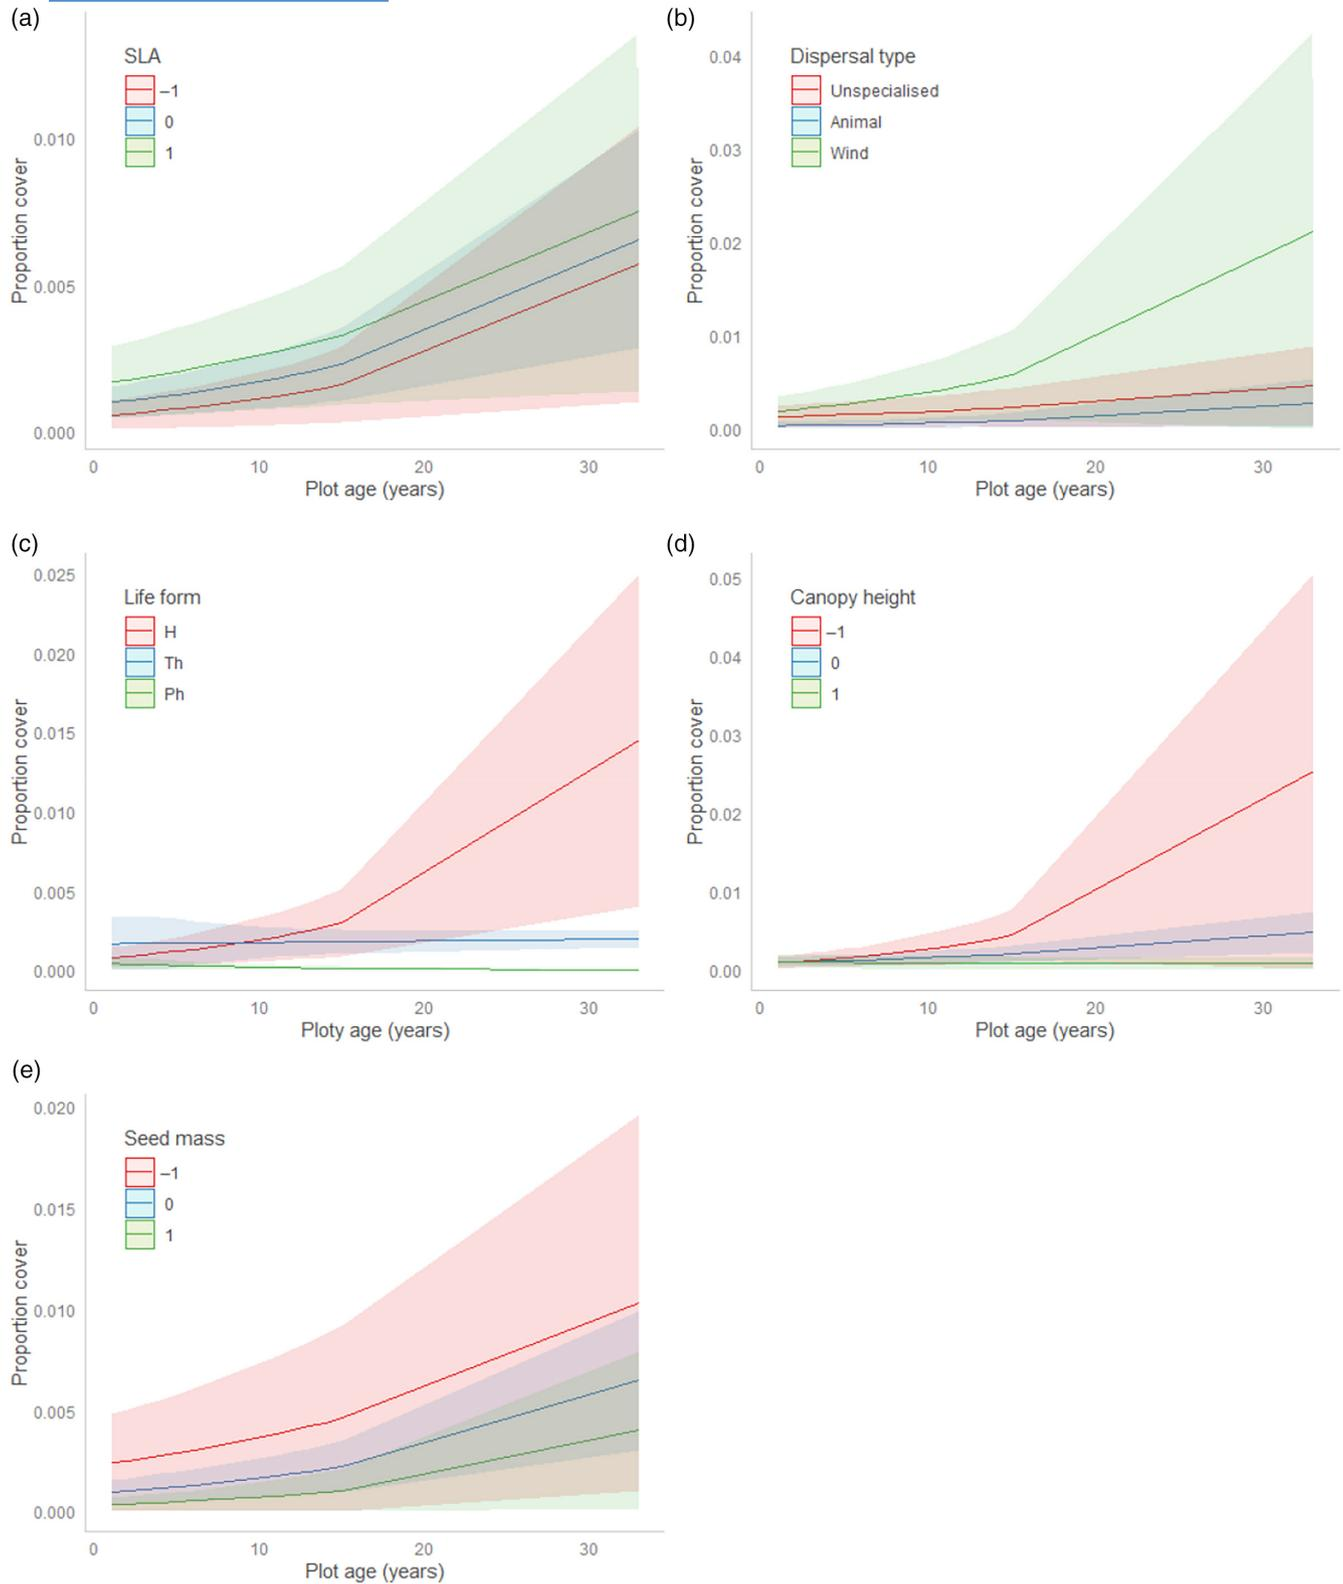 (a)
SLA
–1
0
1
0.010
0.005
0.000
Proportion cover
0 10 20 30
Plot age (years)
(b)
Dispersal type
Unspecialised
Animal
Wind
0.04
0.03
0.02
0.01
0.00
Proportion cover
0 10 20 30
Plot age (years)
(c)
Life form
H
Th
Ph
0.025
0.020
0.015
0.010
0.005
0.000
Proportion cover
0 10 20 30
Ploty age (years)
(d)
Canopy height
–1
0
1
0.05
0.04
0.03
0.02
0.01
0.00
Proportion cover
0 10 20 30
Plot age (years)
(e)
Seed mass
–1
0
1
0.020
0.015
0.010
0.005
0.000
Proportion cover
0 10 20 30
Plot age (years)